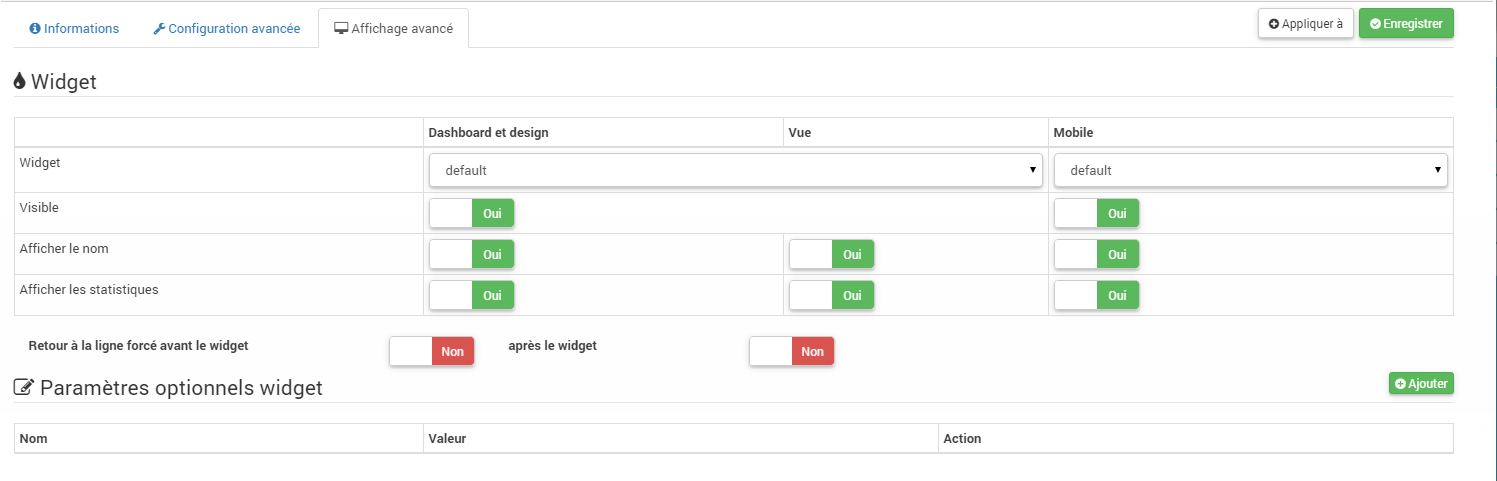 Informations Configuration avancée Affichage avancé Appliquer à Enregistrer
Widget
Dashboard et design Vue Mobile
Widget default default
Visible Oui Oui
Afficher le nom Oui Oui Oui
Afficher les statistiques Oui Oui Oui
Retour à la ligne forcé avant le widget Non après le widget Non
Paramètres optionnels widget Ajouter
Nom Valeur Action